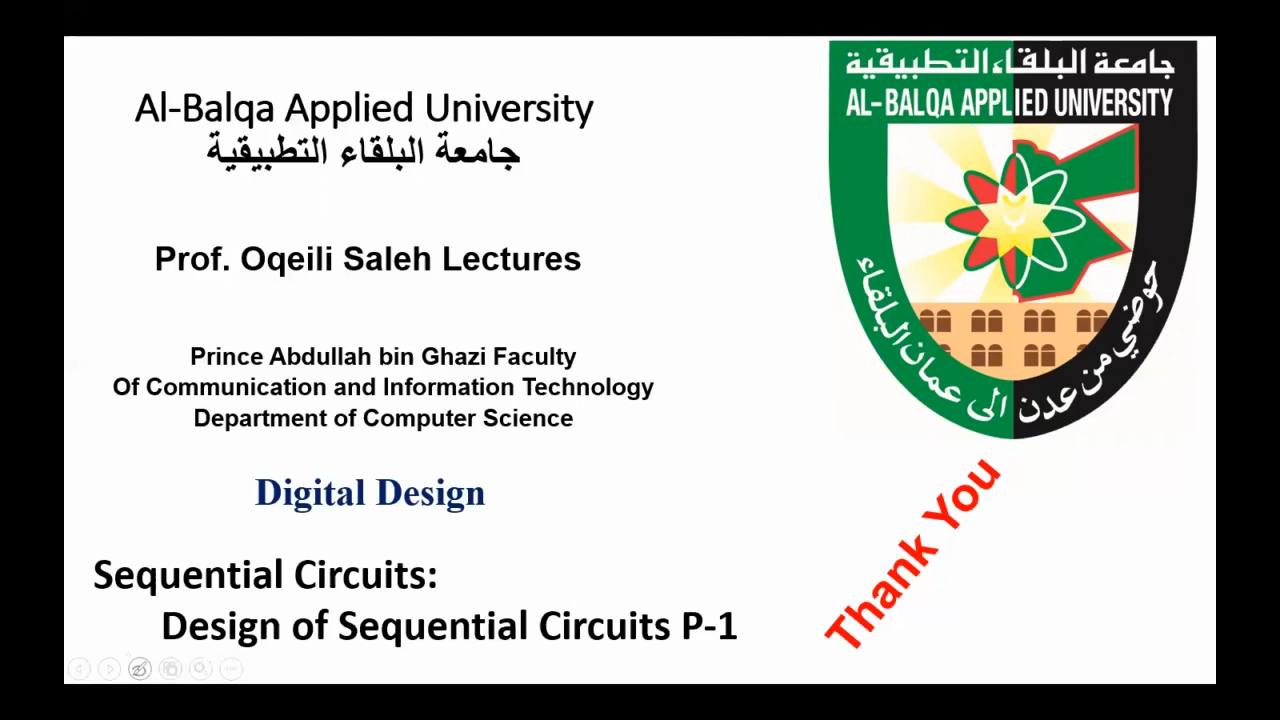 Al-Balqa Applied University
جامعة البلقاء التطبيقية
Prof. Oqeili Saleh Lectures
Prince Abdullah bin Ghazi Faculty
Of Communication and Information Technology
Department of Computer Science
Digital Design
Sequential Circuits:
Design of Sequential Circuits P-1
جامعة البلقاء التطبيقية
AL-BALQA APPLIED UNIVERSITY
حوضي من عدن الى عمان البلقاء
Thank You